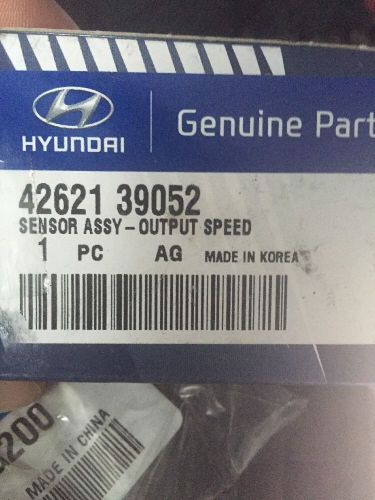 HYUNDAI
Genuine Part
42621 39052
SENSOR ASSY-OUTPUT SPEED
1 PC AG MADE IN KOREA
200
MADE IN CHINA